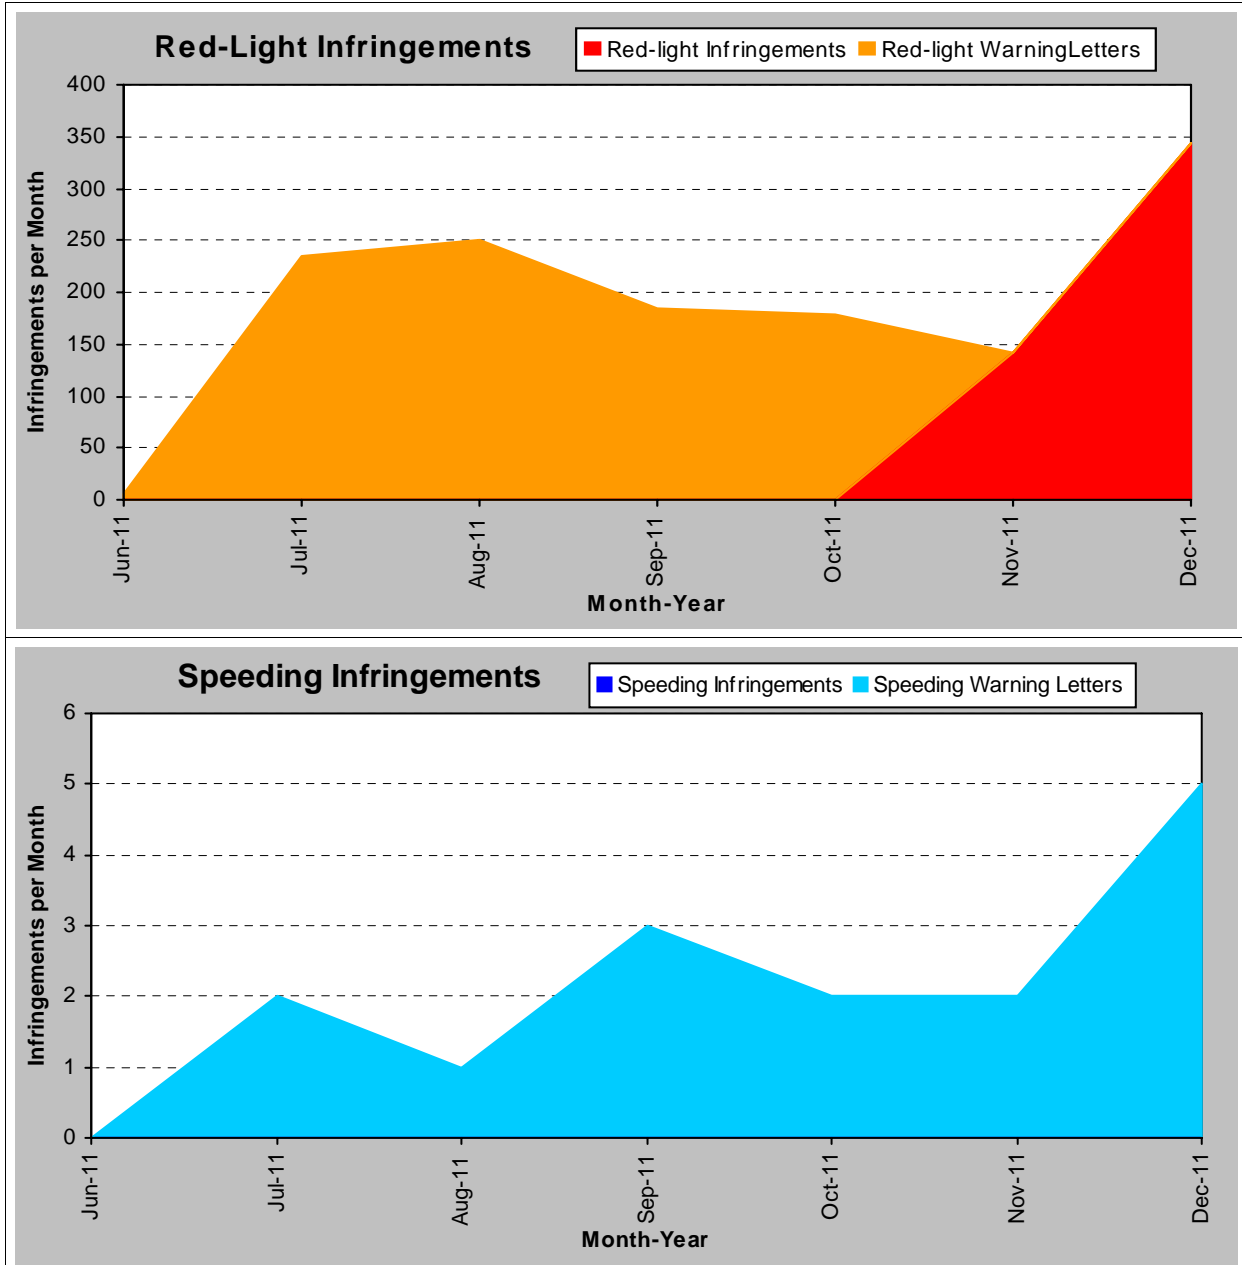 Red-Light Infringements
Red-light Infringements Red-light WarningLetters
400
350
300
250
200
150
100
50
0
Infringements per Month
Jun-11 Jul-11 Aug-11 Sep-11 Oct-11 Nov-11 Dec-11
Month-Year
Speeding Infringements
Speeding Infringements Speeding Warning Letters
6
5
4
3
2
1
0
Infringements per Month
Jun-11 Jul-11 Aug-11 Sep-11 Oct-11 Nov-11 Dec-11
Month-Year